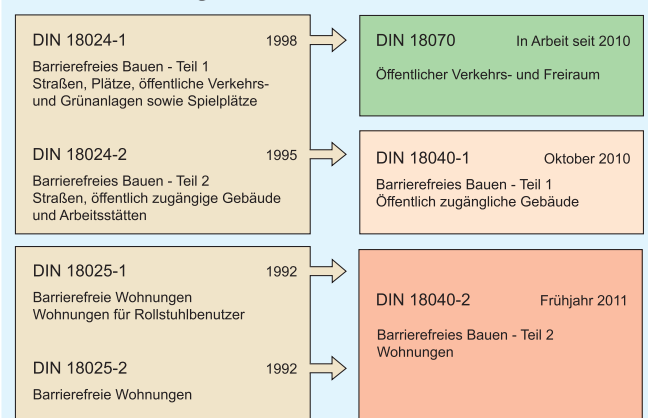 DIN 18024-1 1998
Barrierefreies Bauen - Teil 1
Straßen, Plätze, öffentliche Verkehrs-
und Grünanlagen sowie Spielplätze
DIN 18024-2 1995
Barrierefreies Bauen - Teil 2
Straßen, öffentlich zugängige Gebäude
und Arbeitsstätten
DIN 18070 In Arbeit seit 2010
Öffentlicher Verkehrs- und Freiraum
DIN 18040-1 Oktober 2010
Barrierefreies Bauen - Teil 1
Öffentlich zugängliche Gebäude
DIN 18025-1 1992
Barrierefreie Wohnungen
Wohnungen für Rollstuhlbenutzer
DIN 18025-2 1992
Barrierefreie Wohnungen
DIN 18040-2 Frühjahr 2011
Barrierefreies Bauen - Teil 2
Wohnungen